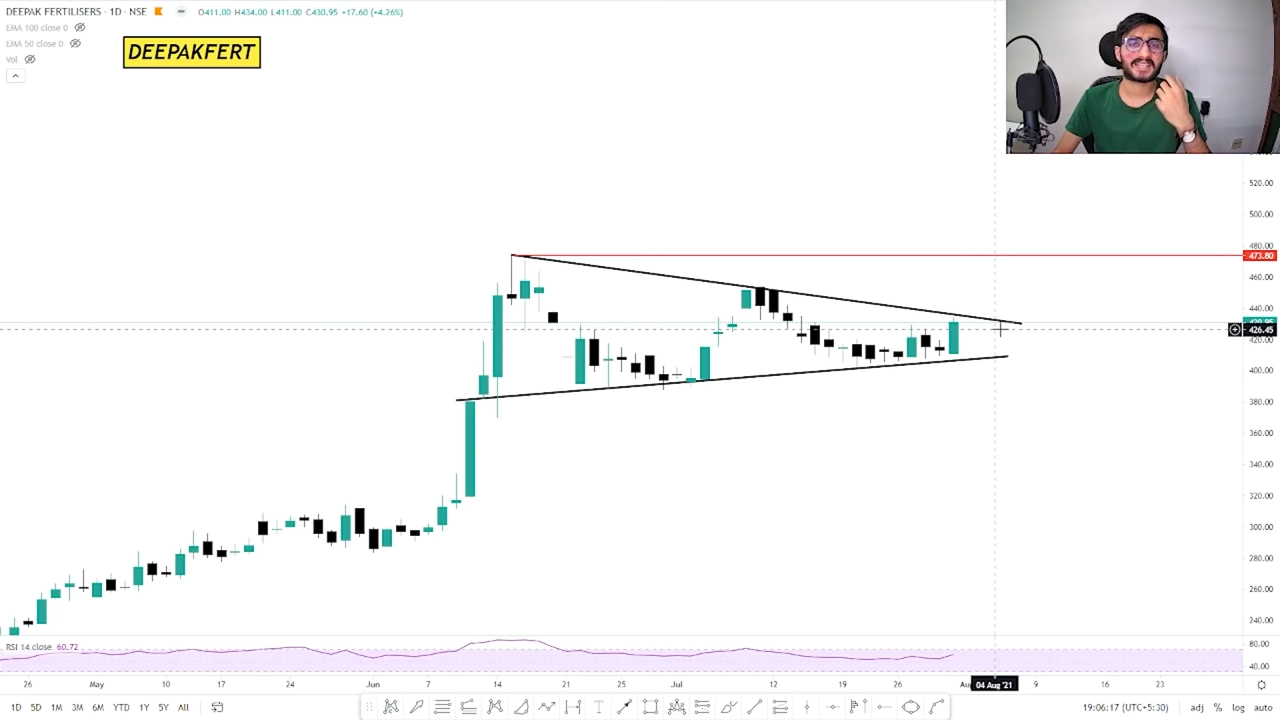 DEEPAK FERTILISERS · 1D · NSE O411.00 H434.00 L411.00 C430.95 +17.60 (+4.26%)
EMA 100 close 0
EMA 50 close 0
Vol
DEEPAKFERT
520.00
500.00
480.00
473.80
460.00
440.00
426.45
420.00
400.00
380.00
360.00
340.00
320.00
300.00
280.00
260.00
240.00
RSI 14 close 60.72
80.00
40.00
26 May 10 17 24 Jun 7 14 21 25 Jul 12 19 26 04 Aug '21 9 16 23
1D 5D 1M 3M 6M YTD 1Y 5Y All
T
19:06:17 (UTC+5:30) adj % log auto